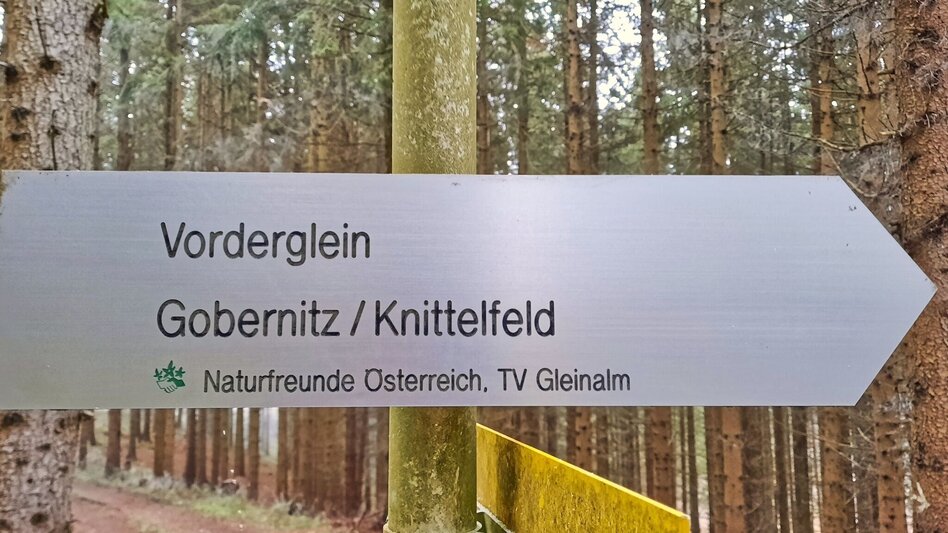 Vorderglein
Gobernitz / Knittelfeld
Naturfreunde Österreich, TV Gleinalm